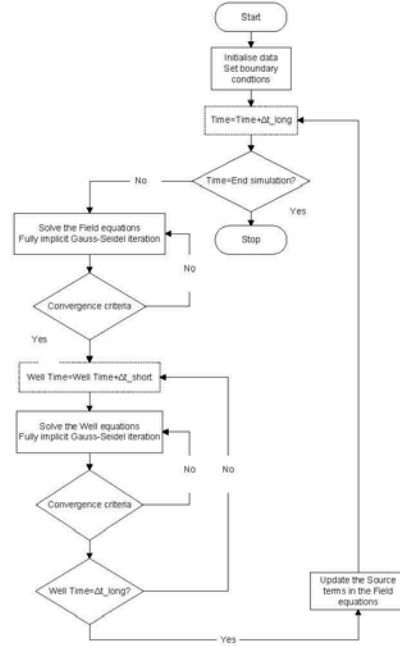 Start
Initialise data
Set boundary
condtions
Time=Time+Δt_long
Time=End simulation?
No
Yes
Stop
Solve the Field equations
Fully implicit Gauss-Seidel iteration
No
Convergence criteria
Yes
Well Time=Well Time+Δt_short
Solve the Well equations
Fully implicit Gauss-Seidel iteration
No
No
Convergence criteria
Well Time=Δt_long?
Update the Source
terms in the Field
equations
Yes